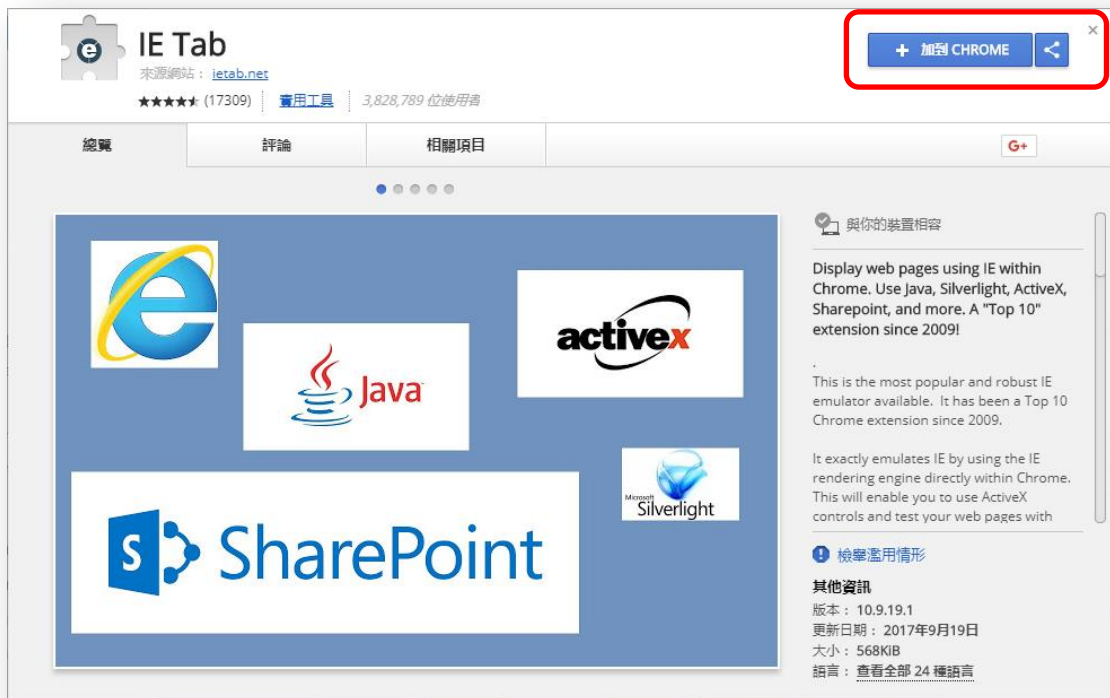 IE Tab
來源網站： ietab.net
(17309) 實用工具 3,828,789 位使用者
+ 加到 CHROME
總覽 評論 相關項目
G+
與你的裝置相容
Display web pages using IE within
Chrome. Use Java, Silverlight, ActiveX,
Sharepoint, and more. A "Top 10"
extension since 2009!
.
This is the most popular and robust IE
emulator available. It has been a Top 10
Chrome extension since 2009.
It exactly emulates IE by using the IE
rendering engine directly within Chrome.
This will enable you to use ActiveX
controls and test your web pages with
activex
Java
Microsoft
Silverlight
S SharePoint
檢舉濫用情形
其他資訊
版本： 10.9.19.1
更新日期： 2017年9月19日
大小： 568KiB
語言： 查看全部 24 種語言